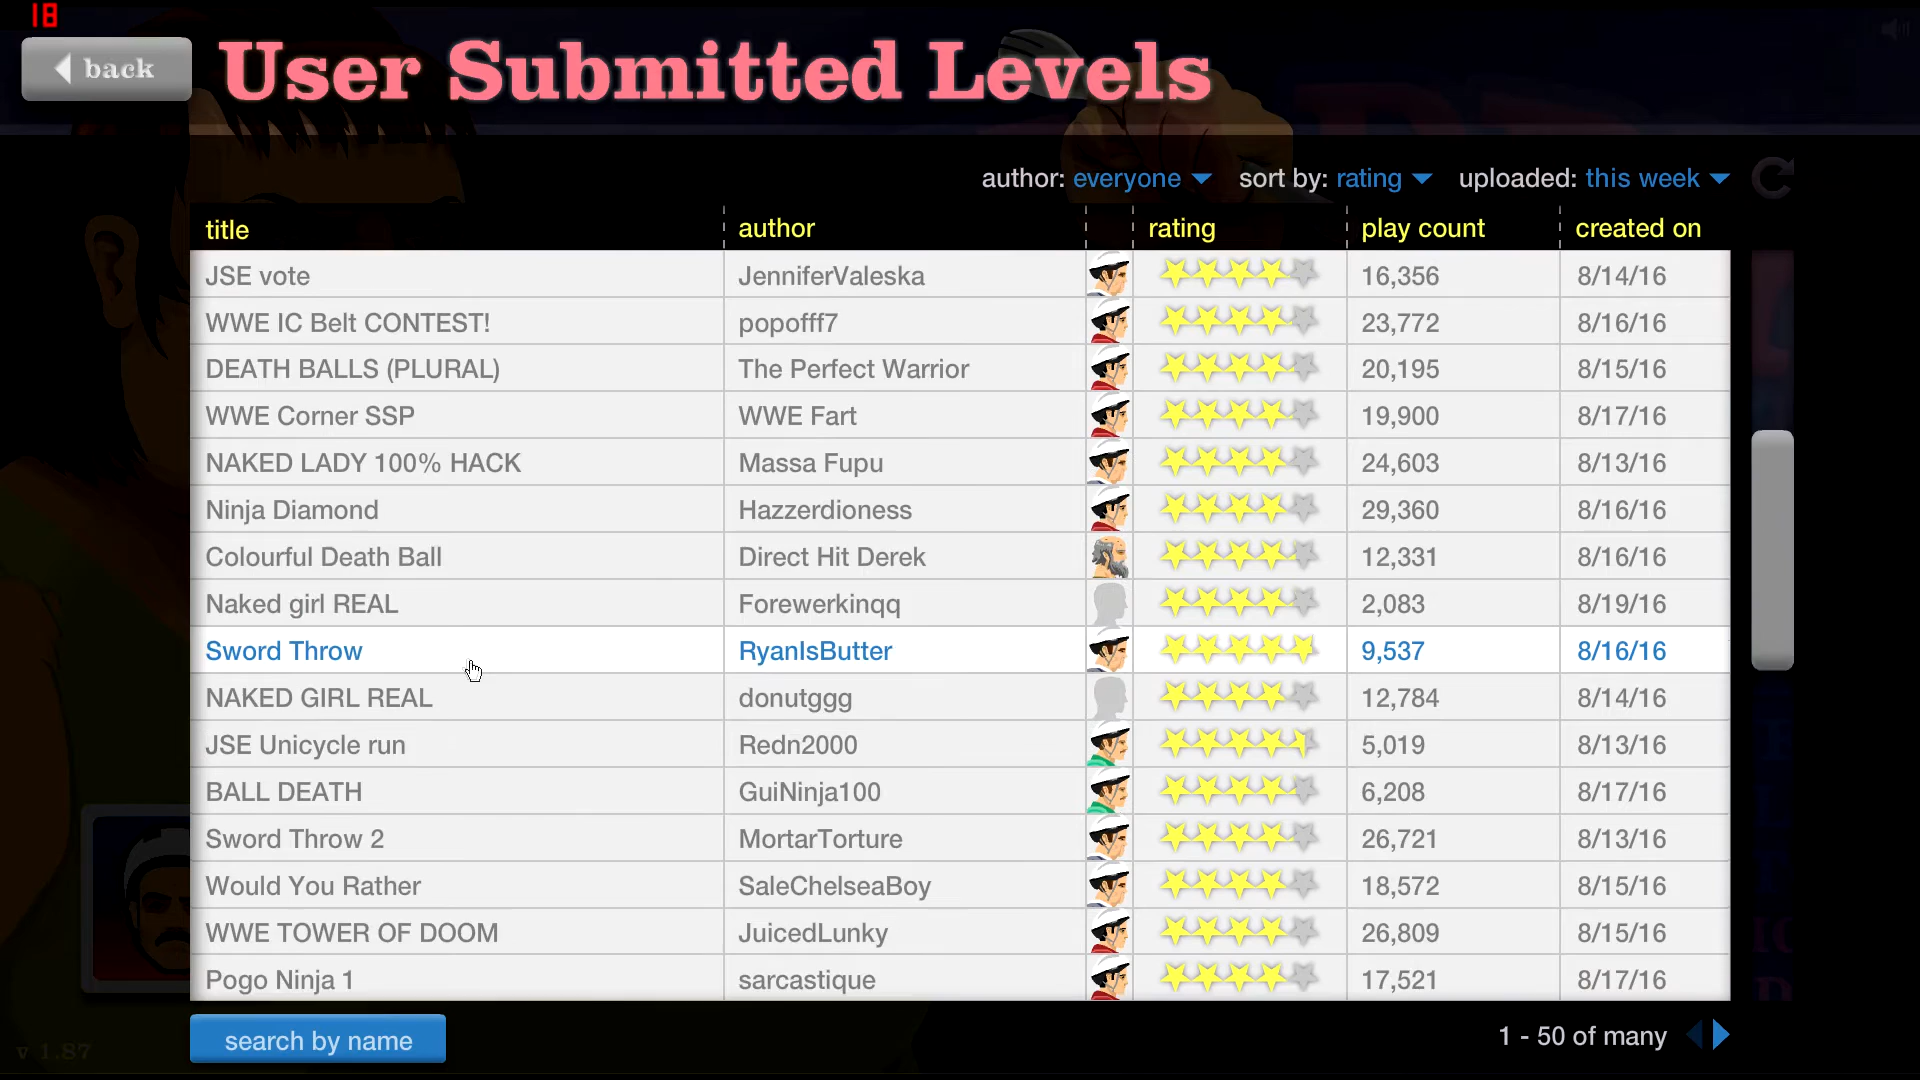 18
back
User Submitted Levels
author: everyone sort by: rating uploaded: this week
title author rating play count created on
JSE vote JenniferValeska 16,356 8/14/16
WWE IC Belt CONTEST! popofff7 23,772 8/16/16
DEATH BALLS (PLURAL) The Perfect Warrior 20,195 8/15/16
WWE Corner SSP WWE Fart 19,900 8/17/16
NAKED LADY 100% HACK Massa Fupu 24,603 8/13/16
Ninja Diamond Hazzerdioness 29,360 8/16/16
Colourful Death Ball Direct Hit Derek 12,331 8/16/16
Naked girl REAL Forewerkinqq 2,083 8/19/16
Sword Throw RyanIsButter 9,537 8/16/16
NAKED GIRL REAL donutggg 12,784 8/14/16
JSE Unicycle run Redn2000 5,019 8/13/16
BALL DEATH GuiNinja100 6,208 8/17/16
Sword Throw 2 MortarTorture 26,721 8/13/16
Would You Rather SaleChelseaBoy 18,572 8/15/16
WWE TOWER OF DOOM JuicedLunky 26,809 8/15/16
Pogo Ninja 1 sarcastique 17,521 8/17/16
search by name 1 - 50 of many
v 1.87